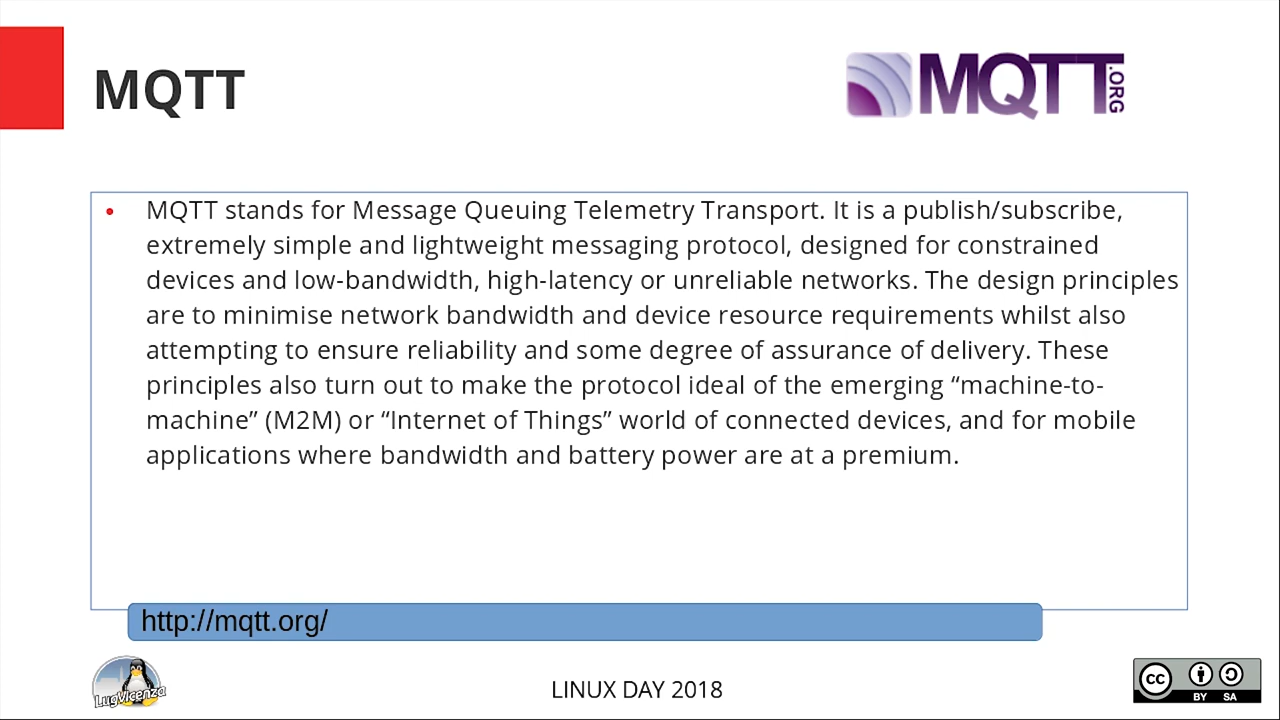 MQTT
MQTT.ORG
• MQTT stands for Message Queuing Telemetry Transport. It is a publish/subscribe,
extremely simple and lightweight messaging protocol, designed for constrained
devices and low-bandwidth, high-latency or unreliable networks. The design principles
are to minimise network bandwidth and device resource requirements whilst also
attempting to ensure reliability and some degree of assurance of delivery. These
principles also turn out to make the protocol ideal of the emerging “machine-to-
machine” (M2M) or “Internet of Things” world of connected devices, and for mobile
applications where bandwidth and battery power are at a premium.
http://mqtt.org/
LugVicenza
LINUX DAY 2018
cc
BY SA